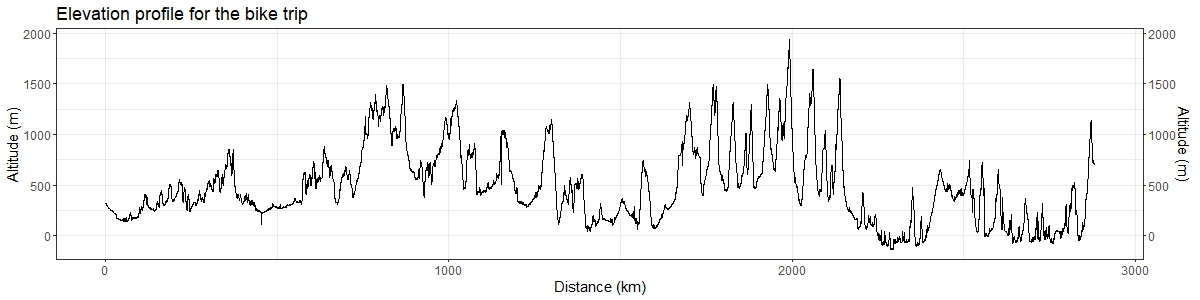 Elevation profile for the bike trip
2000 2000
1500 1500
1000 1000
500 500
0 0
Altitude (m) Altitude (m)
0 1000 2000 3000
Distance (km)